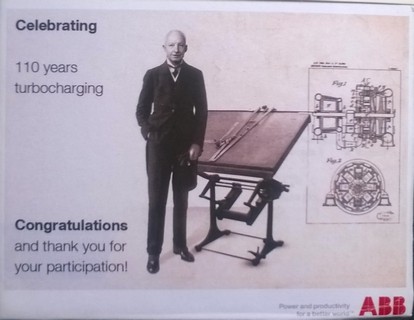 Celebrating
110 years
turbocharging
Fig.1
Fig.2
Congratulations
and thank you for
your participation!
Power and productivity
for a better world™
ABB